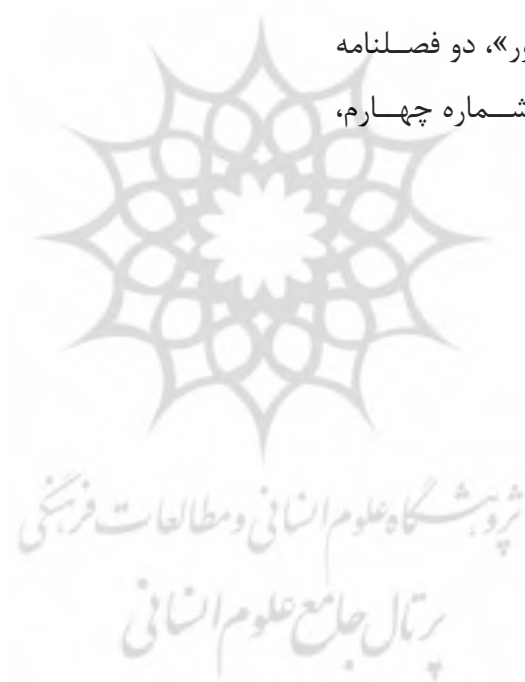 ور»، دو فصلنامه
شماره چهارم،
پژوهشگاه علوم انسانی و مطالعات فرهنگی
پرتال جامع علوم انسانی